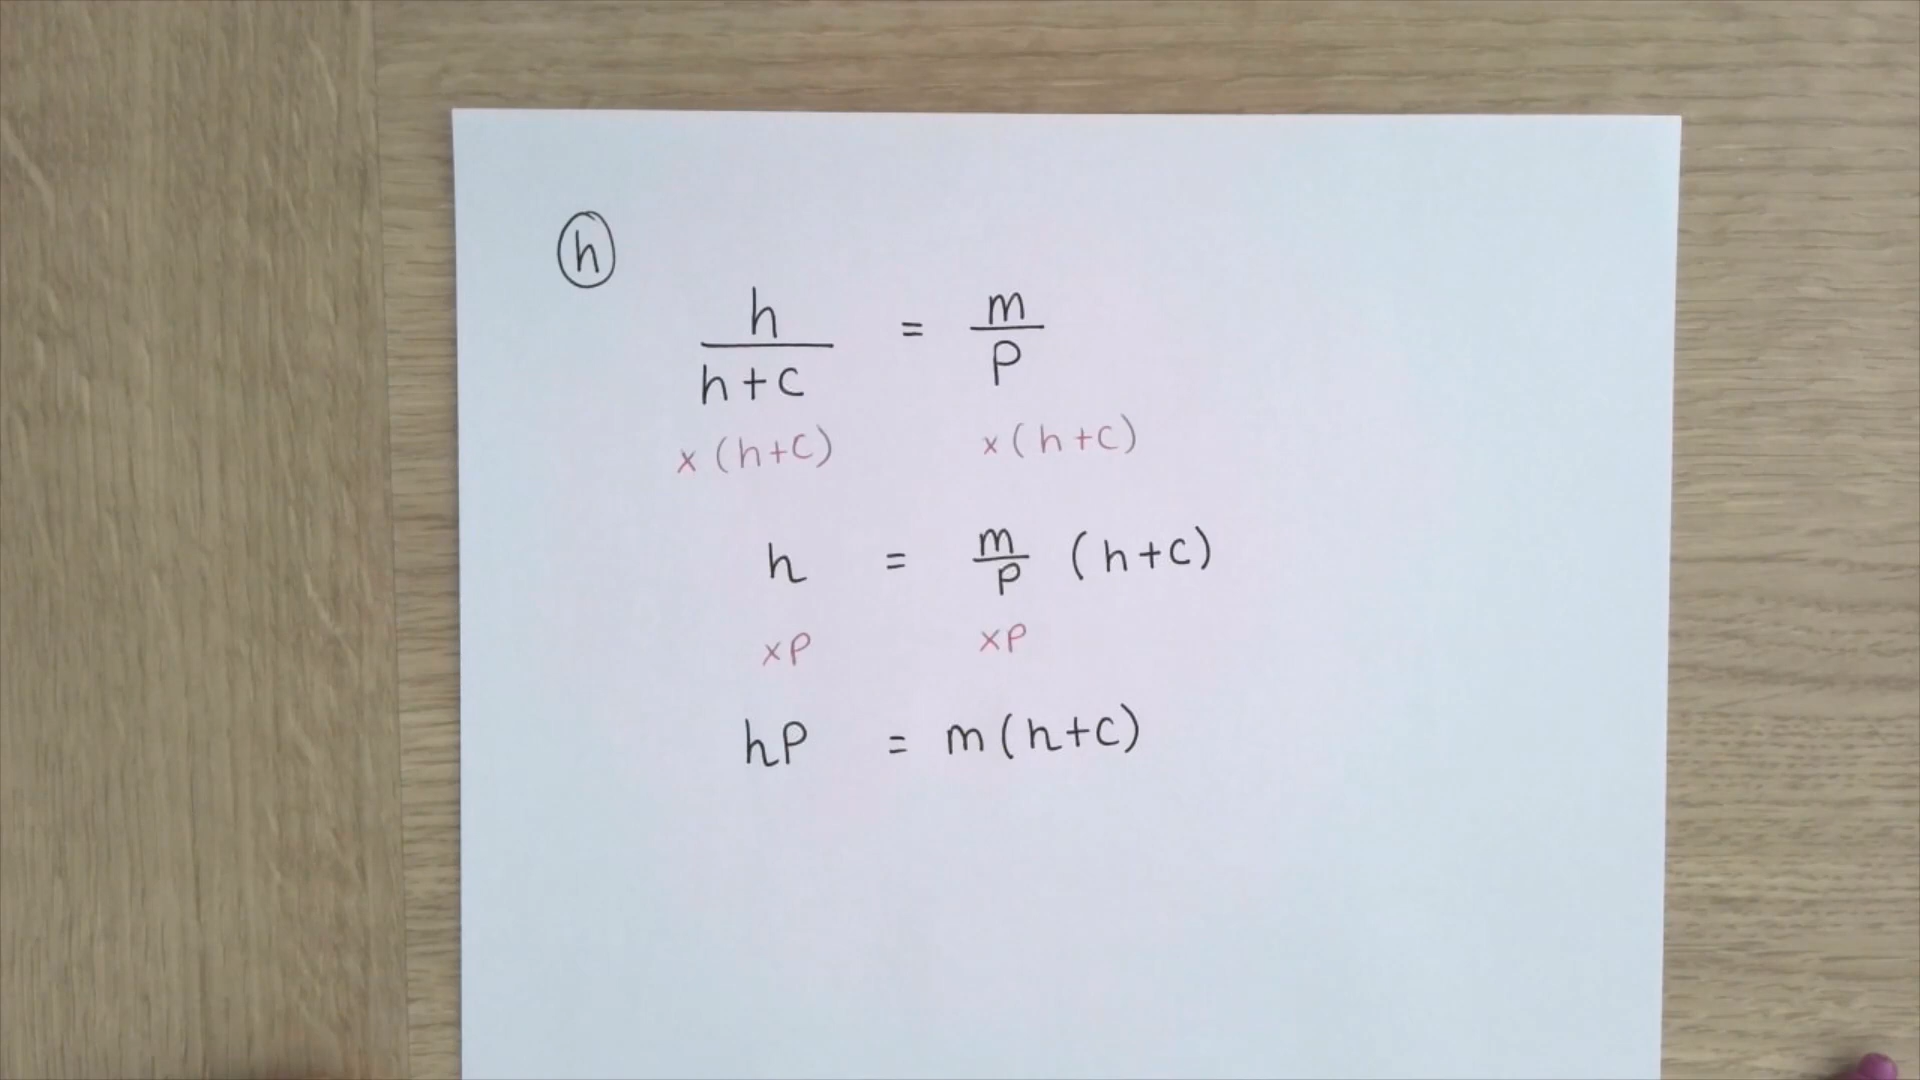 h
h/(h+c) = m/p
x (h+c) x (h+c)
h = m/p (h+c)
xp xp
hp = m(h+c)